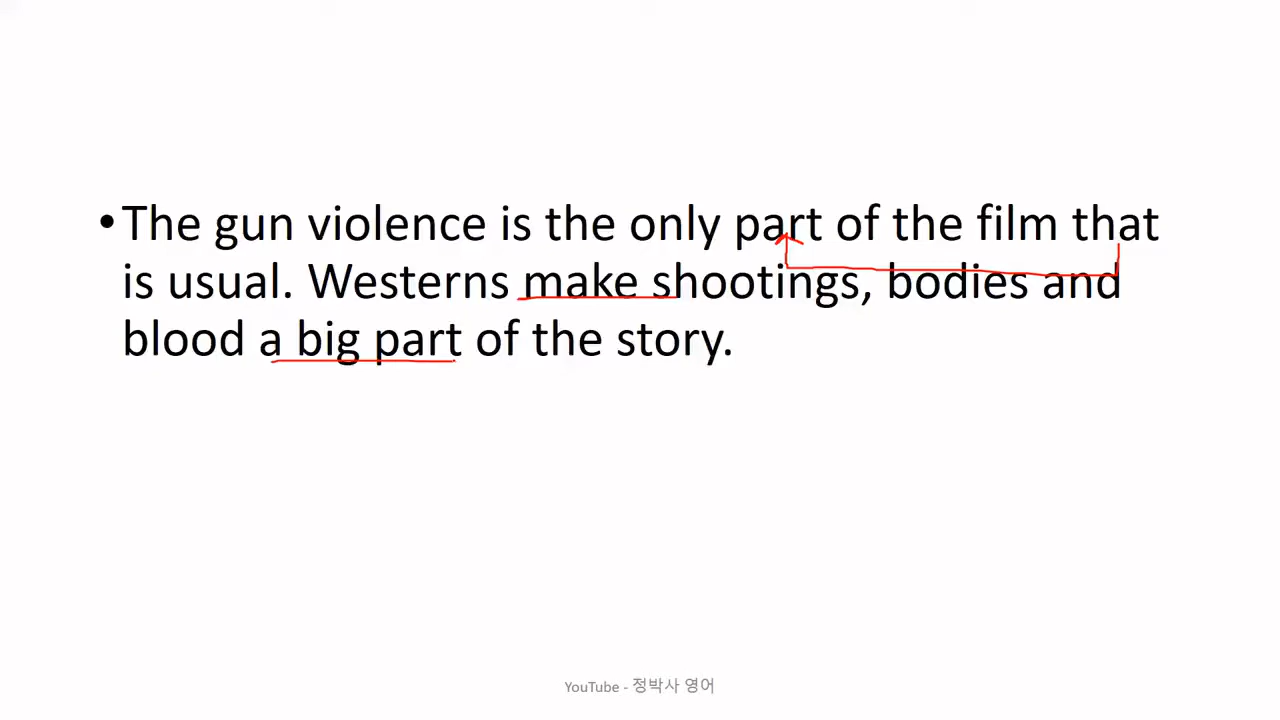 •The gun violence is the only part of the film that
is usual. Westerns make shootings, bodies and
blood a big part of the story.
YouTube - 정박사 영어